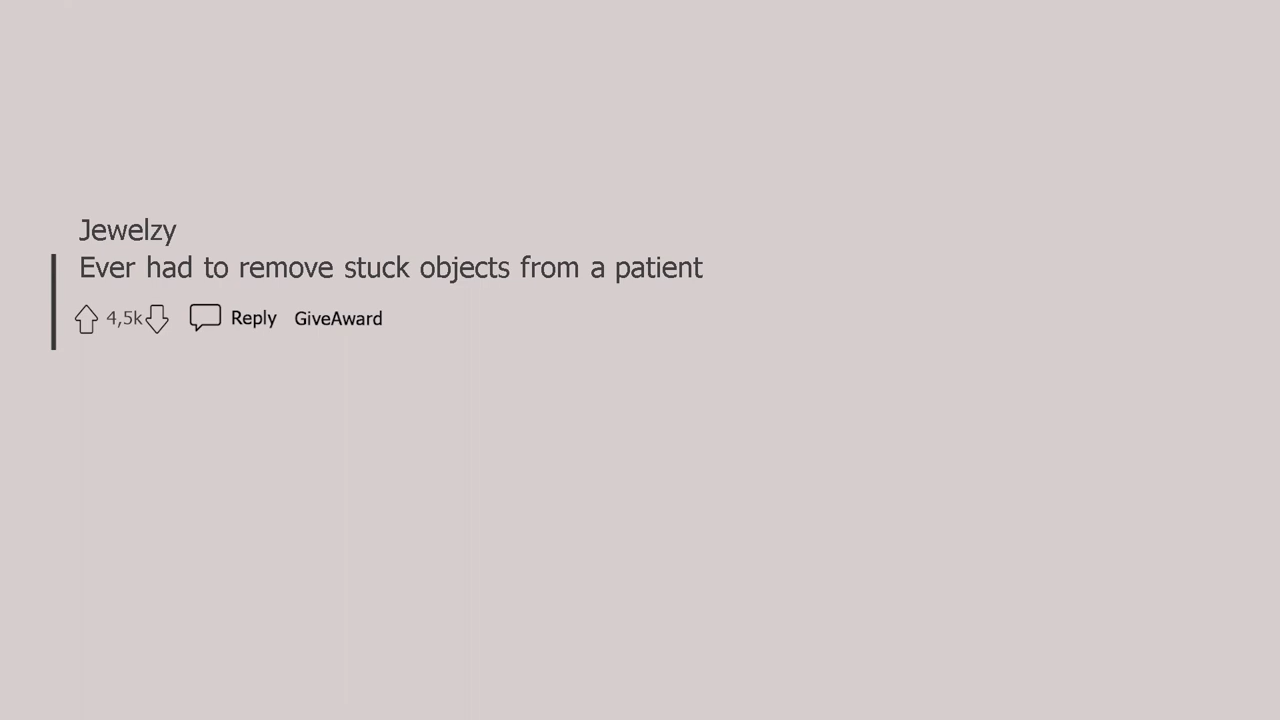 Jewelzy
Ever had to remove stuck objects from a patient
4,5k Reply GiveAward